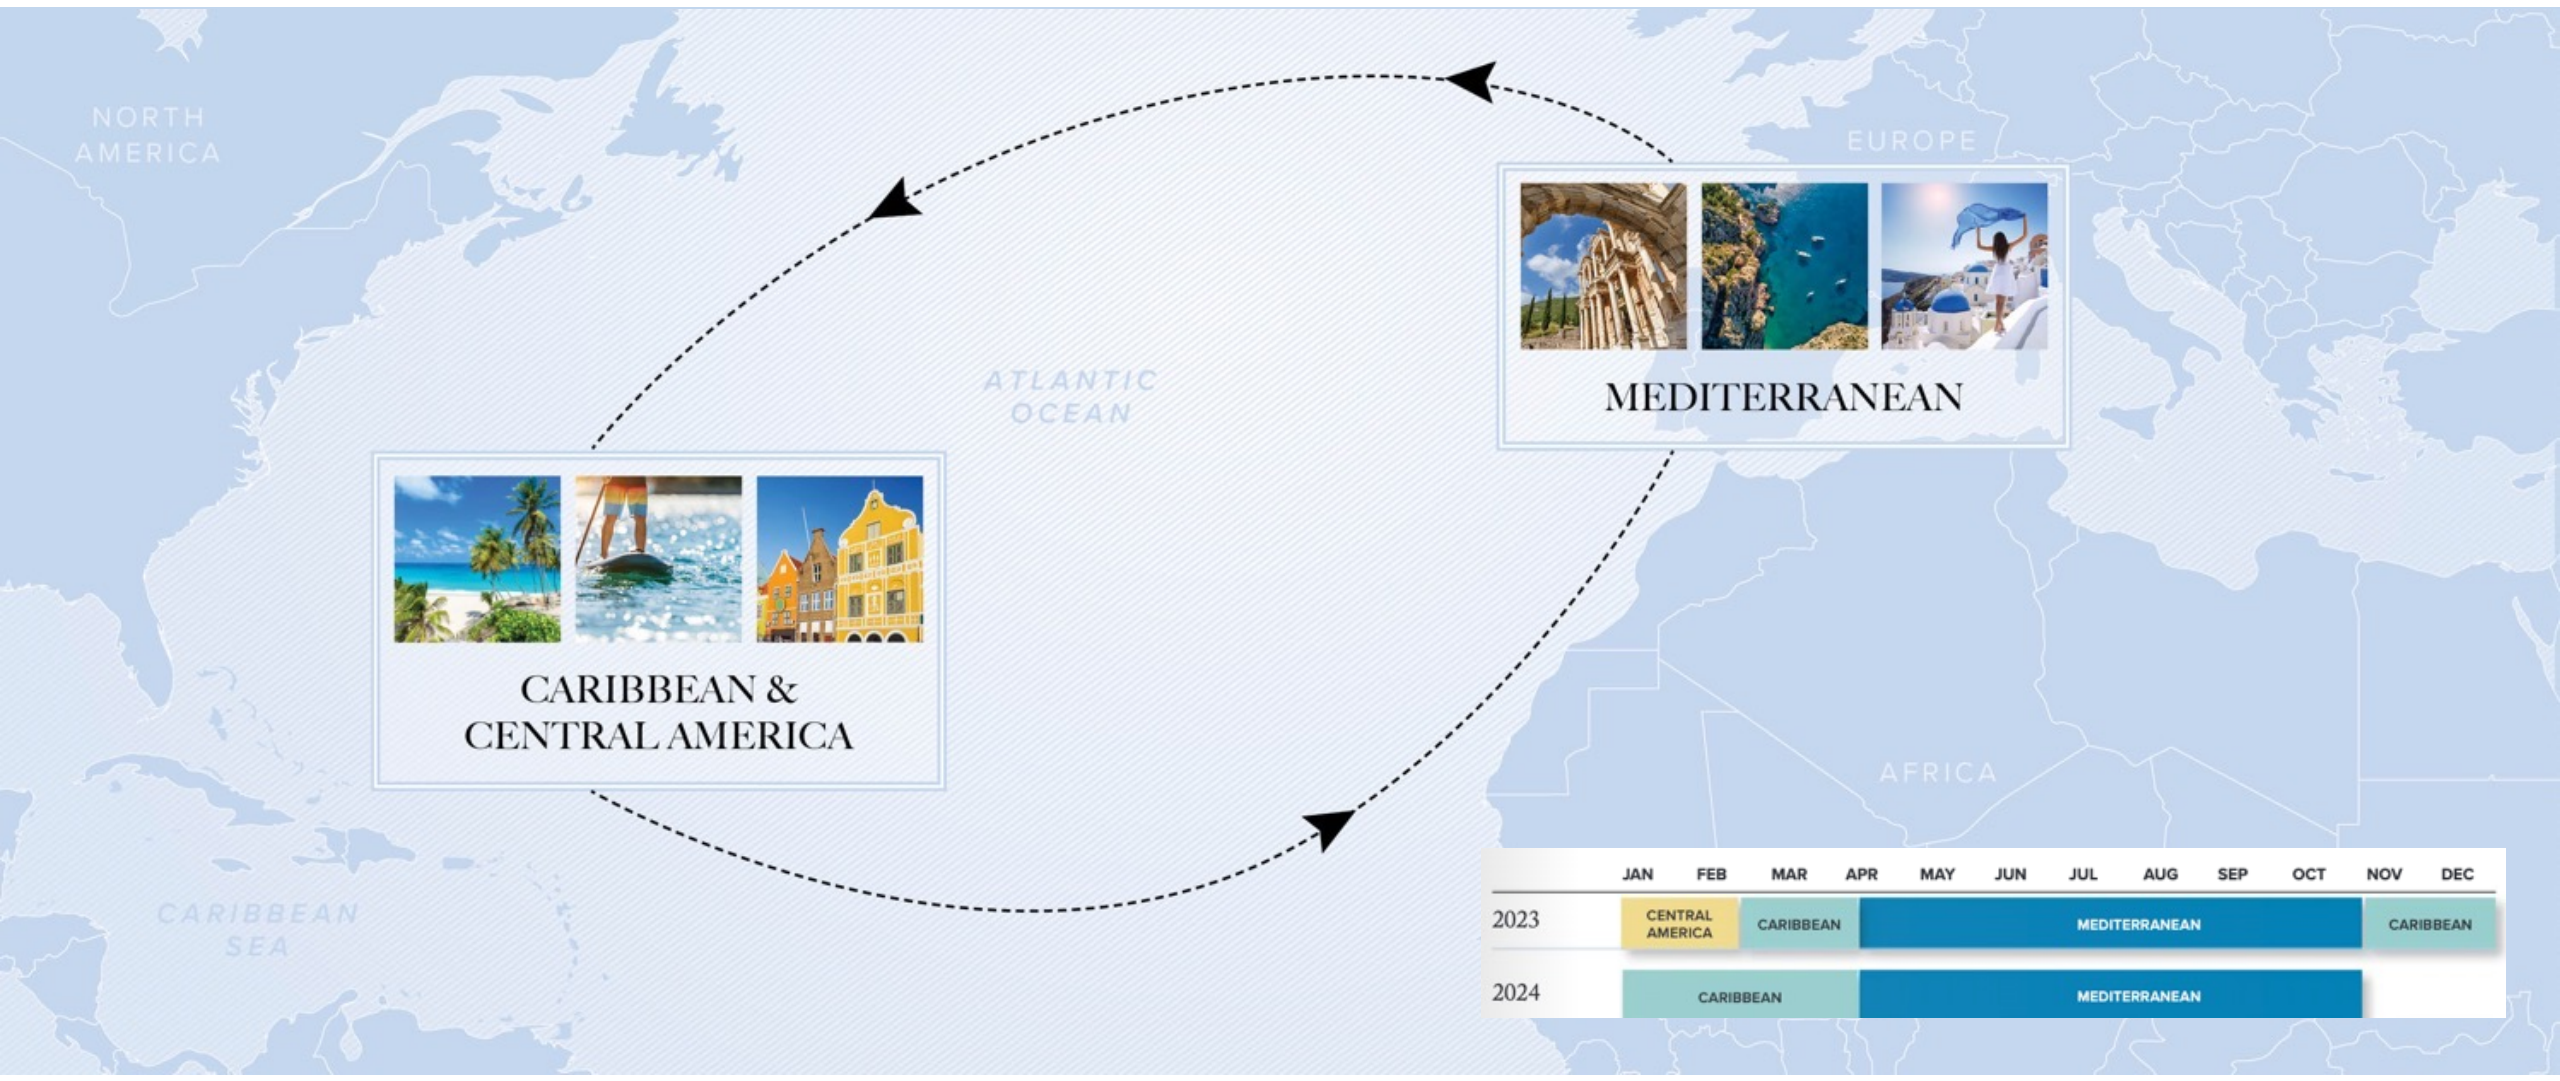 NORTH
AMERICA
EUROPE
MEDITERRANEAN
ATLANTIC
OCEAN
CARIBBEAN &
CENTRAL AMERICA
AFRICA
CARIBBEAN
SEA
JAN FEB MAR APR MAY JUN JUL AUG SEP OCT NOV DEC
2023 CENTRAL AMERICA CARIBBEAN MEDITERRANEAN CARIBBEAN
2024 CARIBBEAN MEDITERRANEAN